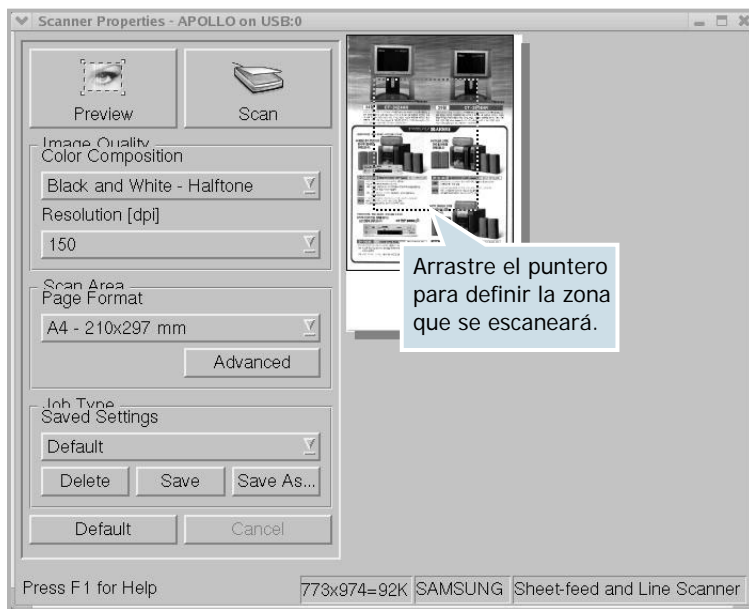 Scanner Properties - APOLLO on USB:0
Preview
Scan
Image Quality
Color Composition
Black and White - Halftone
Resolution [dpi]
150
Scan Area
Page Format
A4 - 210x297 mm
Advanced
Job Type
Saved Settings
Default
Delete Save Save As...
Default Cancel
Arrastre el puntero
para definir la zona
que se escaneará.
Press F1 for Help 773x974=92K SAMSUNG Sheet-feed and Line Scanner